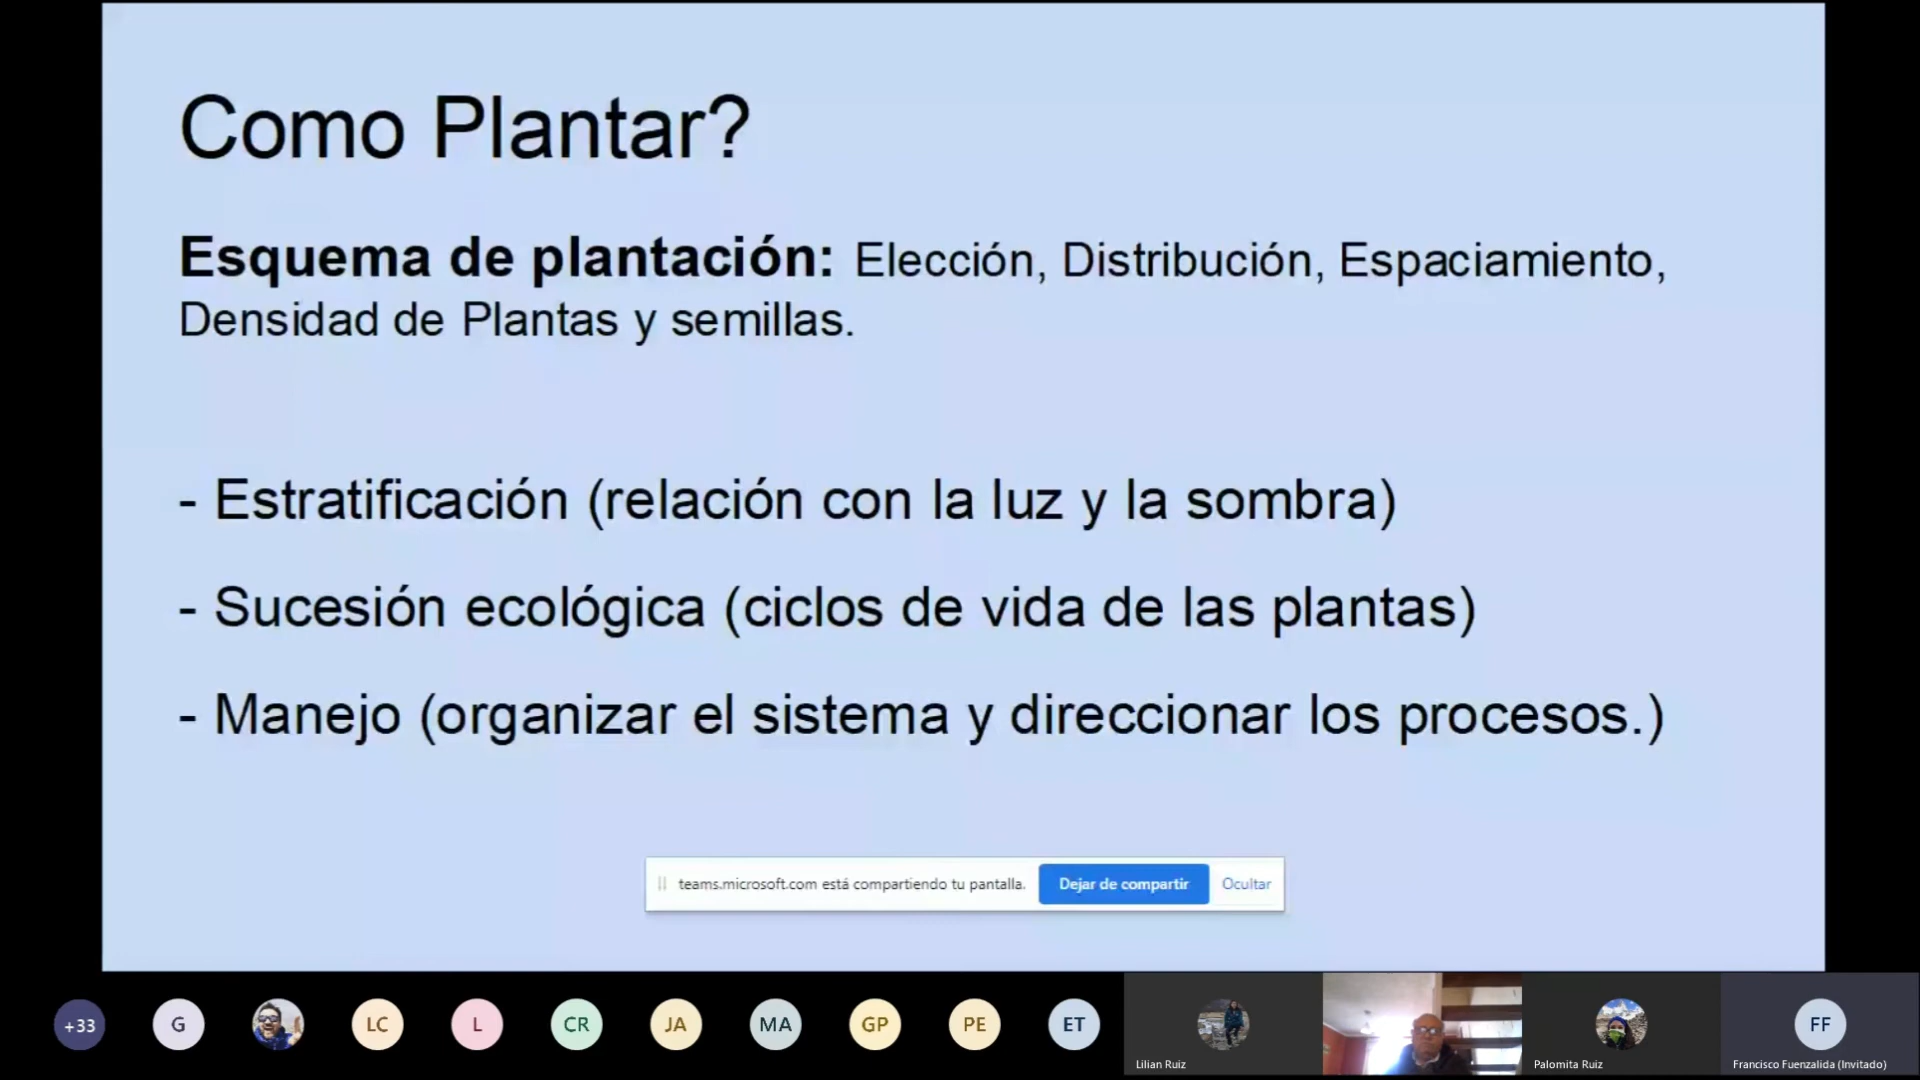 Como Plantar?
Esquema de plantación: Elección, Distribución, Espaciamiento,
Densidad de Plantas y semillas.
- Estratificación (relación con la luz y la sombra)
- Sucesión ecológica (ciclos de vida de las plantas)
- Manejo (organizar el sistema y direccionar los procesos.)
teams.microsoft.com está compartiendo tu pantalla. Dejar de compartir Ocultar
+33 G LC L CR JA MA GP PE ET FF
Lilian Ruiz Palomita Ruiz Francisco Fuenzalida (Invitado)